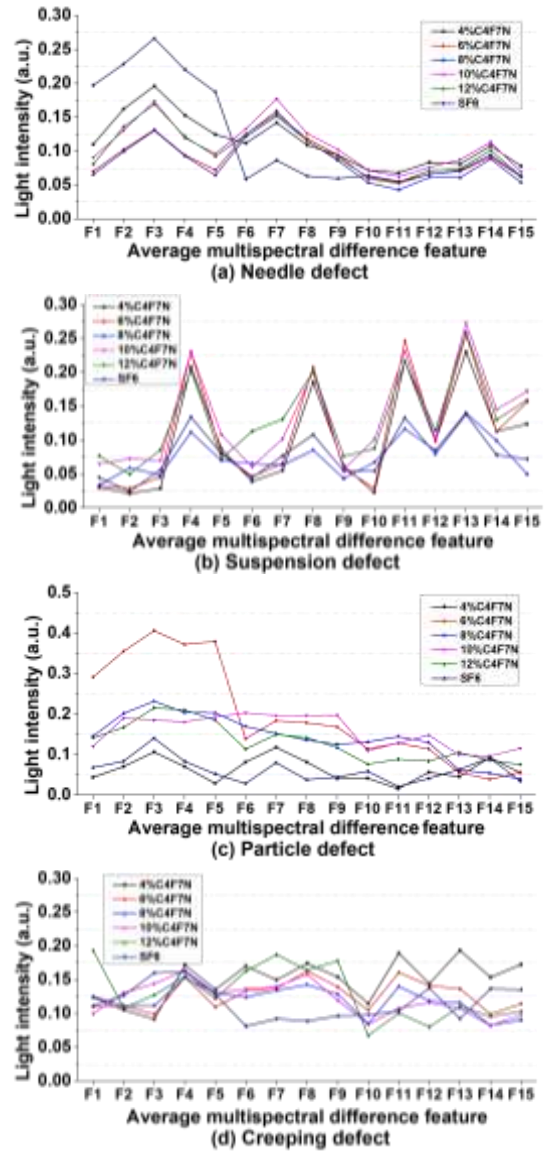 0.30
0.25
0.20
0.15
0.10
0.05
0.00
Light intensity (a.u.)
4%C4F7N
6%C4F7N
8%C4F7N
10%C4F7N
12%C4F7N
SF6
F1 F2 F3 F4 F5 F6 F7 F8 F9 F10 F11 F12 F13 F14 F15
Average multispectral difference feature
(a) Needle defect
0.30
0.25
0.20
0.15
0.10
0.05
0.00
Light intensity (a.u.)
4%C4F7N
6%C4F7N
8%C4F7N
10%C4F7N
12%C4F7N
SF6
F1 F2 F3 F4 F5 F6 F7 F8 F9 F10 F11 F12 F13 F14 F15
Average multispectral difference feature
(b) Suspension defect
0.5
0.4
0.3
0.2
0.1
0.0
Light intensity (a.u.)
4%C4F7N
6%C4F7N
8%C4F7N
10%C4F7N
12%C4F7N
SF6
F1 F2 F3 F4 F5 F6 F7 F8 F9 F10 F11 F12 F13 F14 F15
Average multispectral difference feature
(c) Particle defect
0.30
0.25
0.20
0.15
0.10
0.05
0.00
Light intensity (a.u.)
4%C4F7N
6%C4F7N
8%C4F7N
10%C4F7N
12%C4F7N
SF6
F1 F2 F3 F4 F5 F6 F7 F8 F9 F10 F11 F12 F13 F14 F15
Average multispectral difference feature
(d) Creeping defect